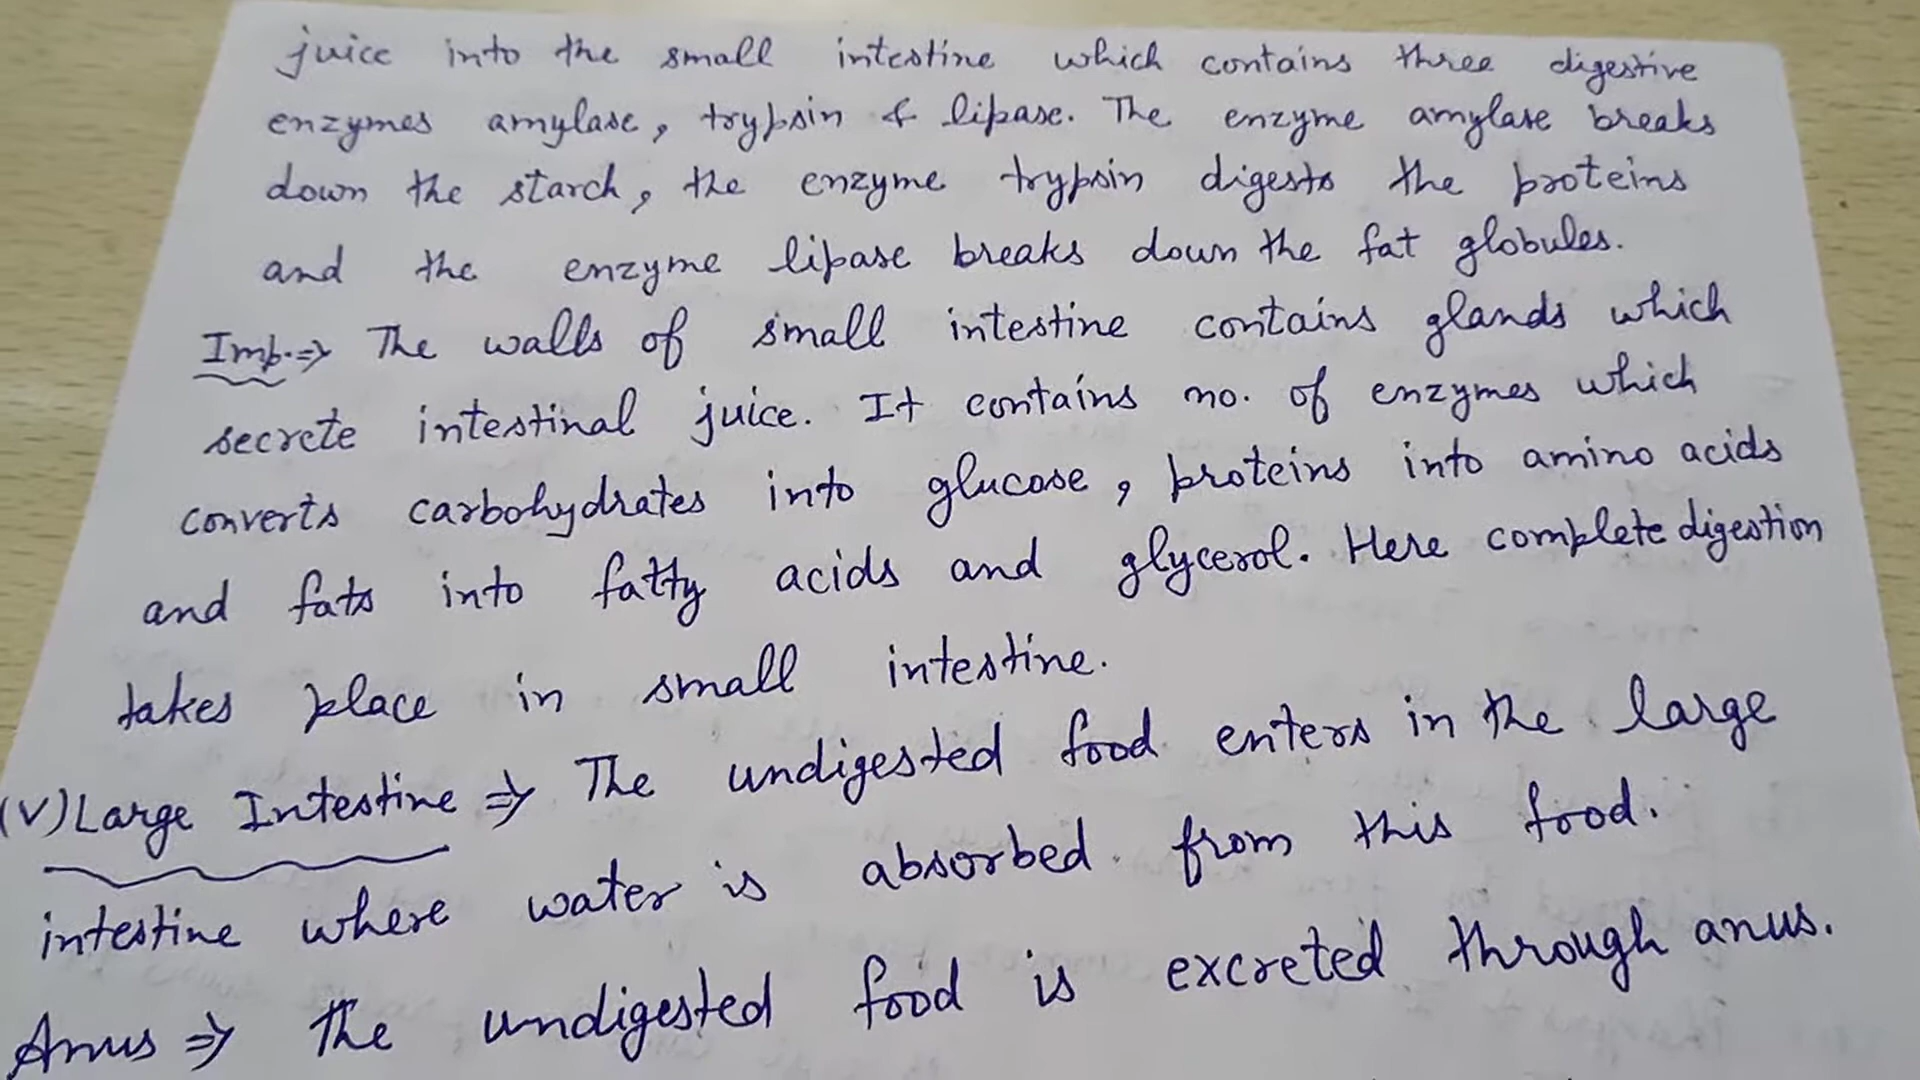 juice into the small intestine which contains three digestive
enzymes amylase, trypsin & lipase. The enzyme amylase breaks
down the starch, the enzyme trypsin digests the proteins
and the enzyme lipase breaks down the fat globules.
Imp. ⇒ The walls of small intestine contains glands which
secrete intestinal juice. It contains no. of enzymes which
converts carbohydrates into glucose, proteins into amino acids
and fats into fatty acids and glycerol. Here complete digestion
takes place in small intestine.
(V) Large Intestine ⇒ The undigested food enters in the large
intestine where water is absorbed from this food.
Anus ⇒ The undigested food is excreted through anus.